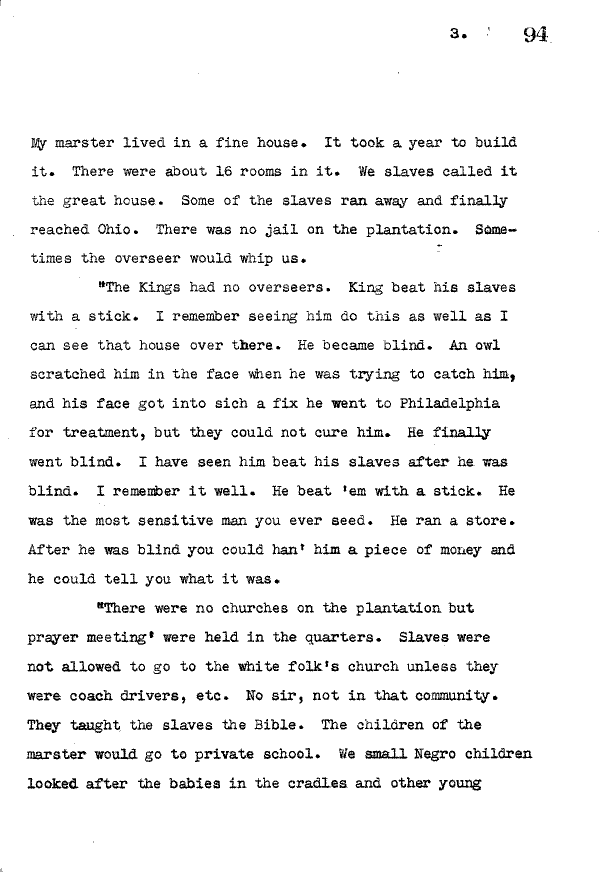 3. 94
My marster lived in a fine house. It took a year to build
it. There were about 16 rooms in it. We slaves called it
the great house. Some of the slaves ran away and finally
reached Ohio. There was no jail on the plantation. Some-
times the overseer would whip us.
"The Kings had no overseers. King beat his slaves
with a stick. I remember seeing him do this as well as I
can see that house over there. He became blind. An owl
scratched him in the face when he was trying to catch him,
and his face got into sich a fix he went to Philadelphia
for treatment, but they could not cure him. He finally
went blind. I have seen him beat his slaves after he was
blind. I remember it well. He beat 'em with a stick. He
was the most sensitive man you ever seed. He ran a store.
After he was blind you could han' him a piece of money and
he could tell you what it was.
"There were no churches on the plantation but
prayer meeting' were held in the quarters. Slaves were
not allowed to go to the white folk's church unless they
were coach drivers, etc. No sir, not in that community.
They taught the slaves the Bible. The children of the
marster would go to private school. We small Negro children
looked after the babies in the cradles and other young